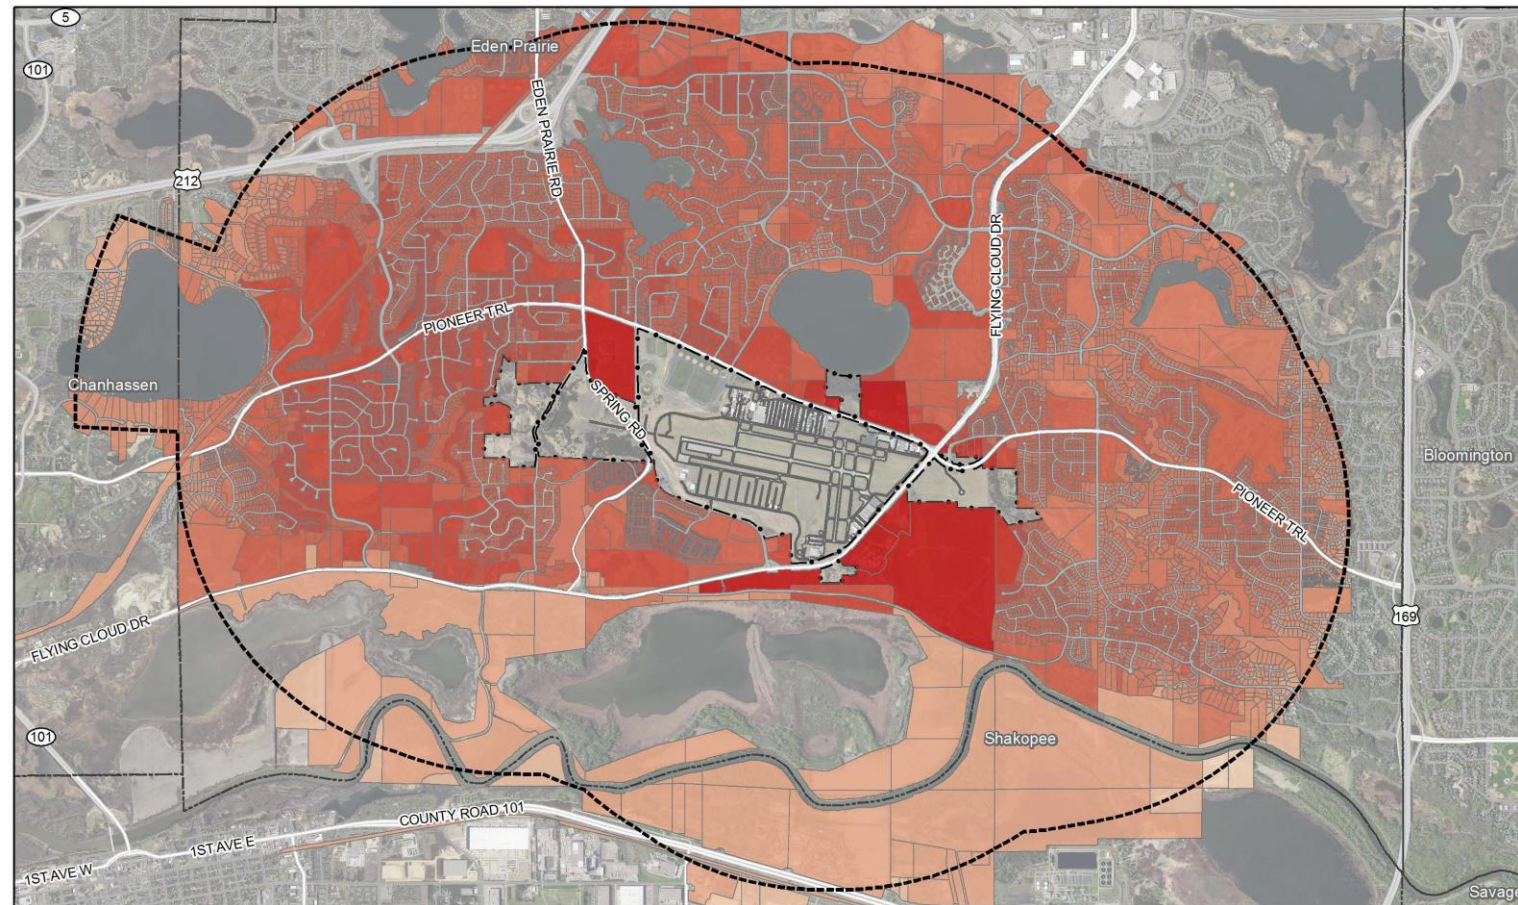 5
Eden Prairie
101
EDEN PRAIRIE RD
212
FLYING CLOUD DR
PIONEER TRL
Chanhassen
SPRING RD
Bloomington
PIONEER TRL
169
FLYING CLOUD DR
101
Shakopee
COUNTY ROAD 101
1ST AVE E
1ST AVE W
Savage